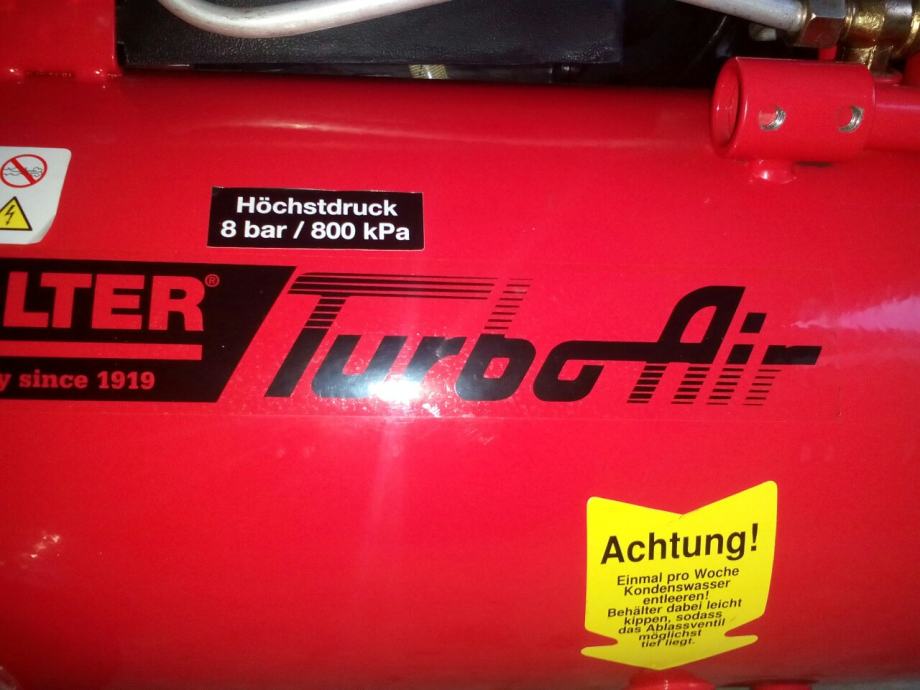 Höchstdruck
8 bar / 800 kPa
LTER®
TurboAir
y since 1919
Achtung!
Einmal pro Woche
Kondenswasser
entleeren!
Behälter dabei leicht
kippen, sodass
das Ablassventil
möglichst
tief liegt.